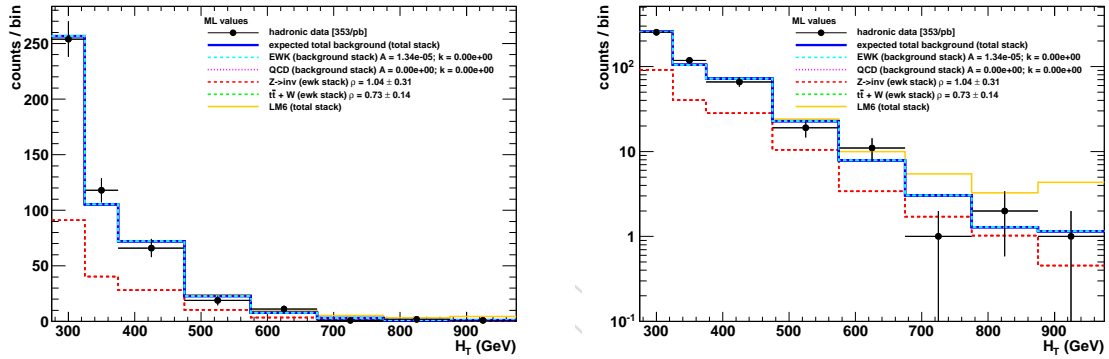 counts / bin
250
200
150
100
50
0
ML values
hadronic data [353/pb]
expected total background (total stack)
EWK (background stack) A = 1.34e-05; k = 0.00e+00
QCD (background stack) A = 0.00e+00; k = 0.00e+00
Z->inv (ewk stack) ρ = 1.04 ± 0.31
tt̄ + W (ewk stack) ρ = 0.73 ± 0.14
LM6 (total stack)
300 400 500 600 700 800 900
H_T (GeV)
counts / bin
10²
10
1
10⁻¹
ML values
hadronic data [353/pb]
expected total background (total stack)
EWK (background stack) A = 1.34e-05; k = 0.00e+00
QCD (background stack) A = 0.00e+00; k = 0.00e+00
Z->inv (ewk stack) ρ = 1.04 ± 0.31
tt̄ + W (ewk stack) ρ = 0.73 ± 0.14
LM6 (total stack)
300 400 500 600 700 800 900
H_T (GeV)